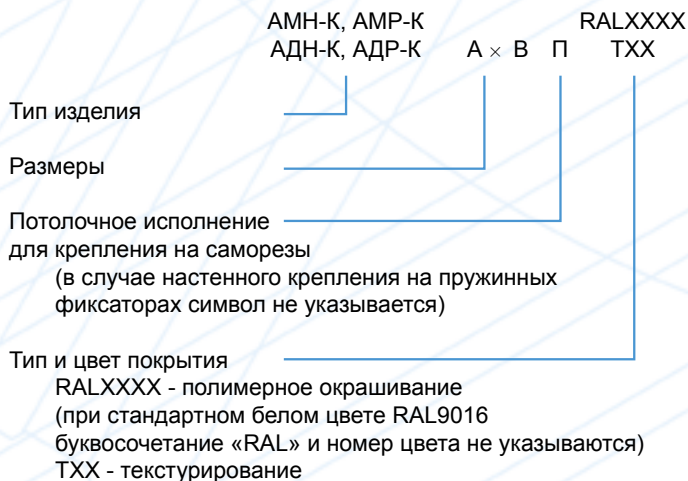 АМН-К, АМР-К RALXXXX
АДН-К, АДР-К А × В П ТХХ
Тип изделия
Размеры
Потолочное исполнение
для крепления на саморезы
(в случае настенного крепления на пружинных
фиксаторах символ не указывается)
Тип и цвет покрытия
RALXXXX - полимерное окрашивание
(при стандартном белом цвете RAL9016
буквосочетание «RAL» и номер цвета не указываются)
ТХХ - текстурирование